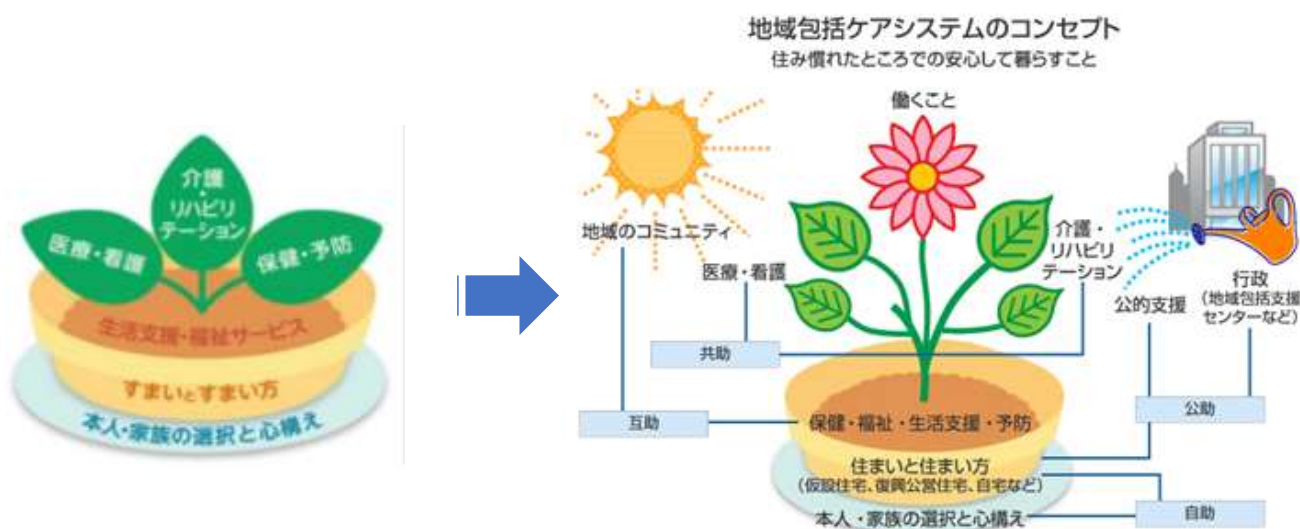 地域包括ケアシステムのコンセプト
住み慣れたところでの安心して暮らすこと
働くこと
介護
・
リハビリ
テーション
医療・看護
保健・予防
生活支援・福祉サービス
すまいとすまい方
本人・家族の選択と心構え
地域のコミュニティ
医療・看護
介護・
リハビリ
テーション
公的支援
行政
(地域包括支援
センターなど)
共助
互助
公助
自助
保健・福祉・生活支援・予防
住まいと住まい方
(仮設住宅、復興公営住宅、自宅など)
本人・家族の選択と心構え